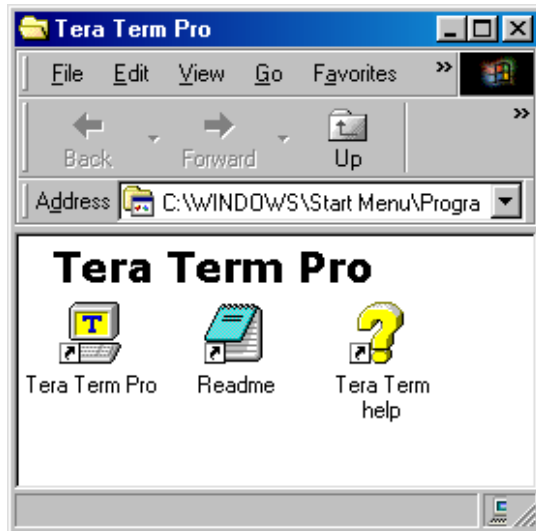 Tera Term Pro
File Edit View Go Favorites »
Back Forward Up »
Address C:\WINDOWS\Start Menu\Progra
Tera Term Pro
T
Tera Term Pro Readme Tera Term
help